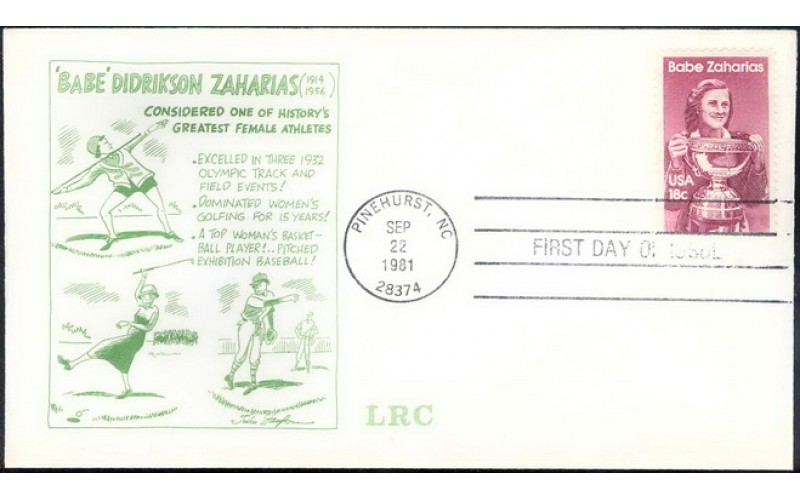 'BABE' DIDRIKSON ZAHARIAS (1914
1956)
CONSIDERED ONE OF HISTORY'S
GREATEST FEMALE ATHLETES
• EXCELLED IN THREE 1932
OLYMPIC TRACK AND
FIELD EVENTS!
• DOMINATED WOMEN'S
GOLFING FOR 15 YEARS!
• A TOP WOMAN'S BASKET-
BALL PLAYER!.. PITCHED
EXHIBITION BASEBALL!
LRC
PINEHURST, NC
SEP
22
1981
28374
FIRST DAY OF ISSUE
Babe Zaharias
USA
18c